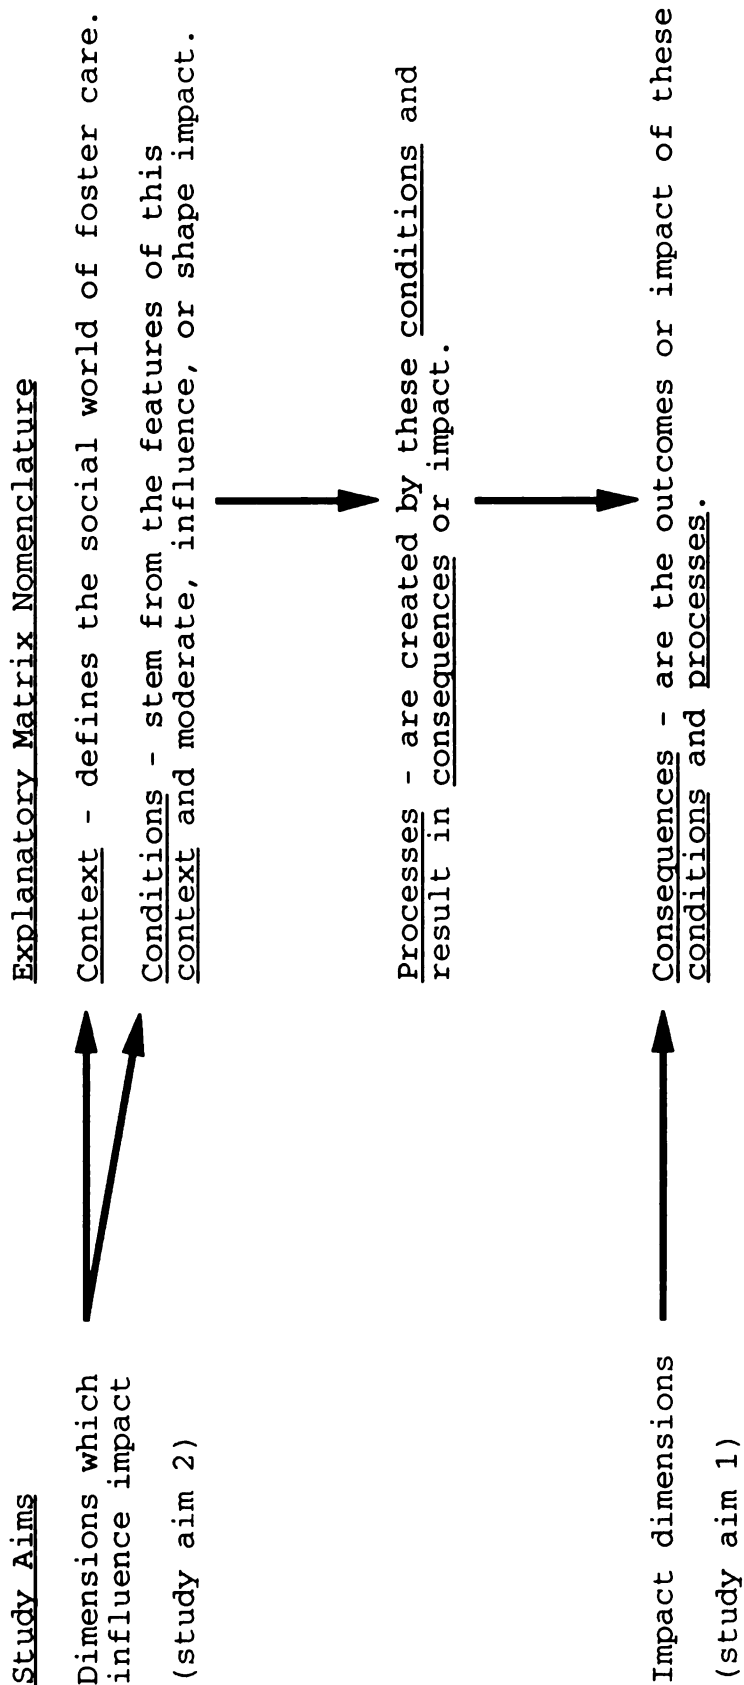 Study Aims
Explanatory Matrix Nomenclature
Dimensions which
influence impact
(study aim 2)
Context - defines the social world of foster care.
Conditions - stem from the features of this
context and moderate, influence, or shape impact.
Processes - are created by these conditions and
result in consequences or impact.
Impact dimensions
(study aim 1)
Consequences - are the outcomes or impact of these
conditions and processes.